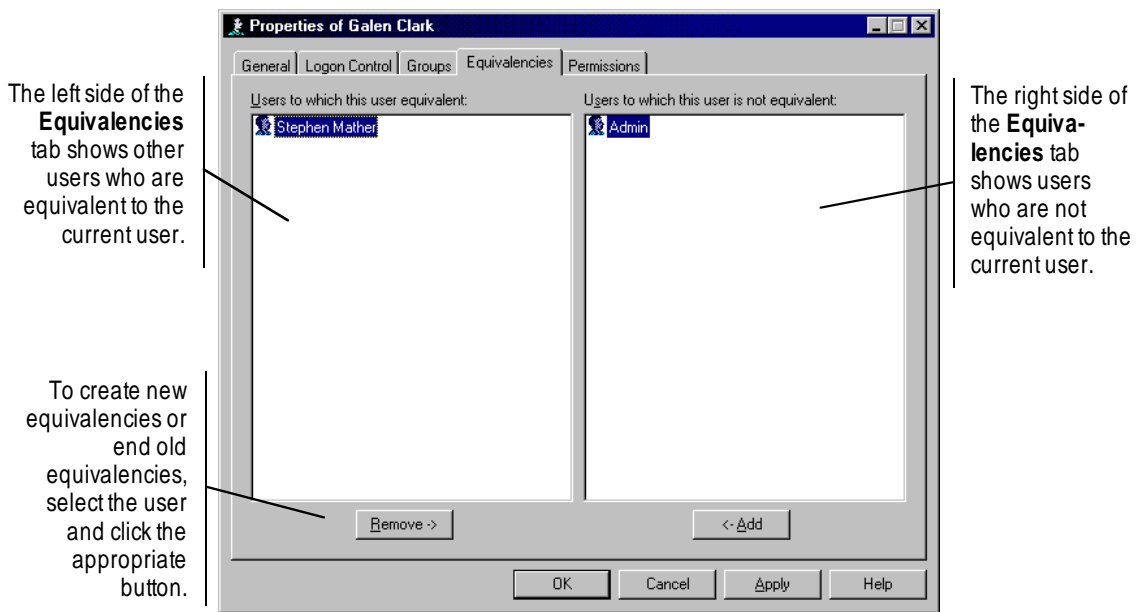 Properties of Galen Clark
General
Logon Control
Groups
Equivalencies
Permissions
The left side of the
Equivalencies
tab shows other
users who are
equivalent to the
current user.
Users to which this user equivalent:
Stephen Mather
Users to which this user is not equivalent:
Admin
The right side of
the Equiva-
lencies tab
shows users
who are not
equivalent to the
current user.
To create new
equivalencies or
end old
equivalencies,
select the user
and click the
appropriate
button.
Remove ->
<- Add
OK
Cancel
Apply
Help